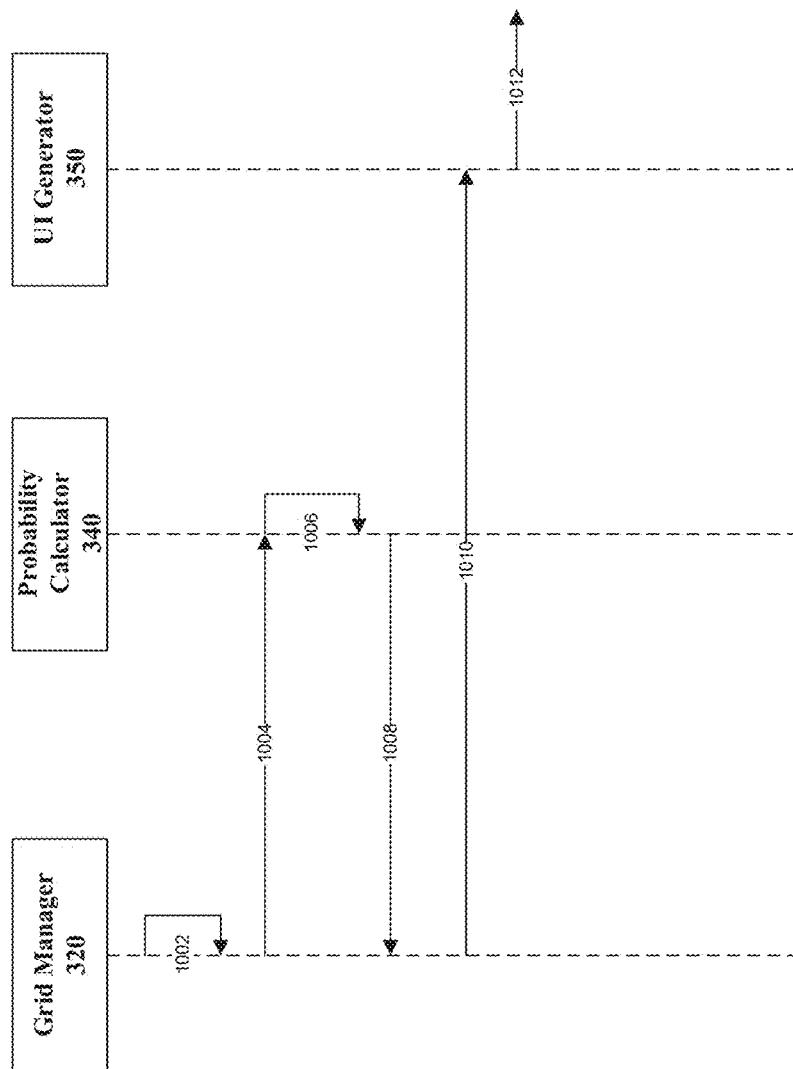 Grid Manager
320
Probability
Calculator
340
UI Generator
350
1002
1004
1006
1008
1010
1012